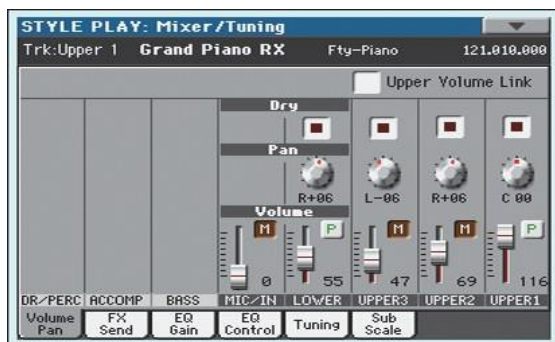 STYLE PLAY: Mixer/Tuning
Trk:Upper 1 Grand Piano RX Fty-Piano 121.010.000
Upper Volume Link
Dry
Pan
R+06 L-06 R+06 C 00
Volume
M P M M P
0 55 47 69 116
DR/PERC ACCOMP BASS MIC/IN LOWER UPPER3 UPPER2 UPPER1
Volume Pan FX Send EQ Gain EQ Control Tuning Sub Scale